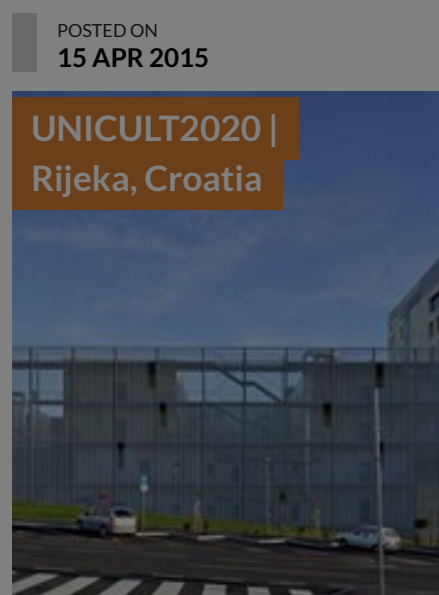 POSTED ON
15 APR 2015
UNICULT2020 |
Rijeka, Croatia